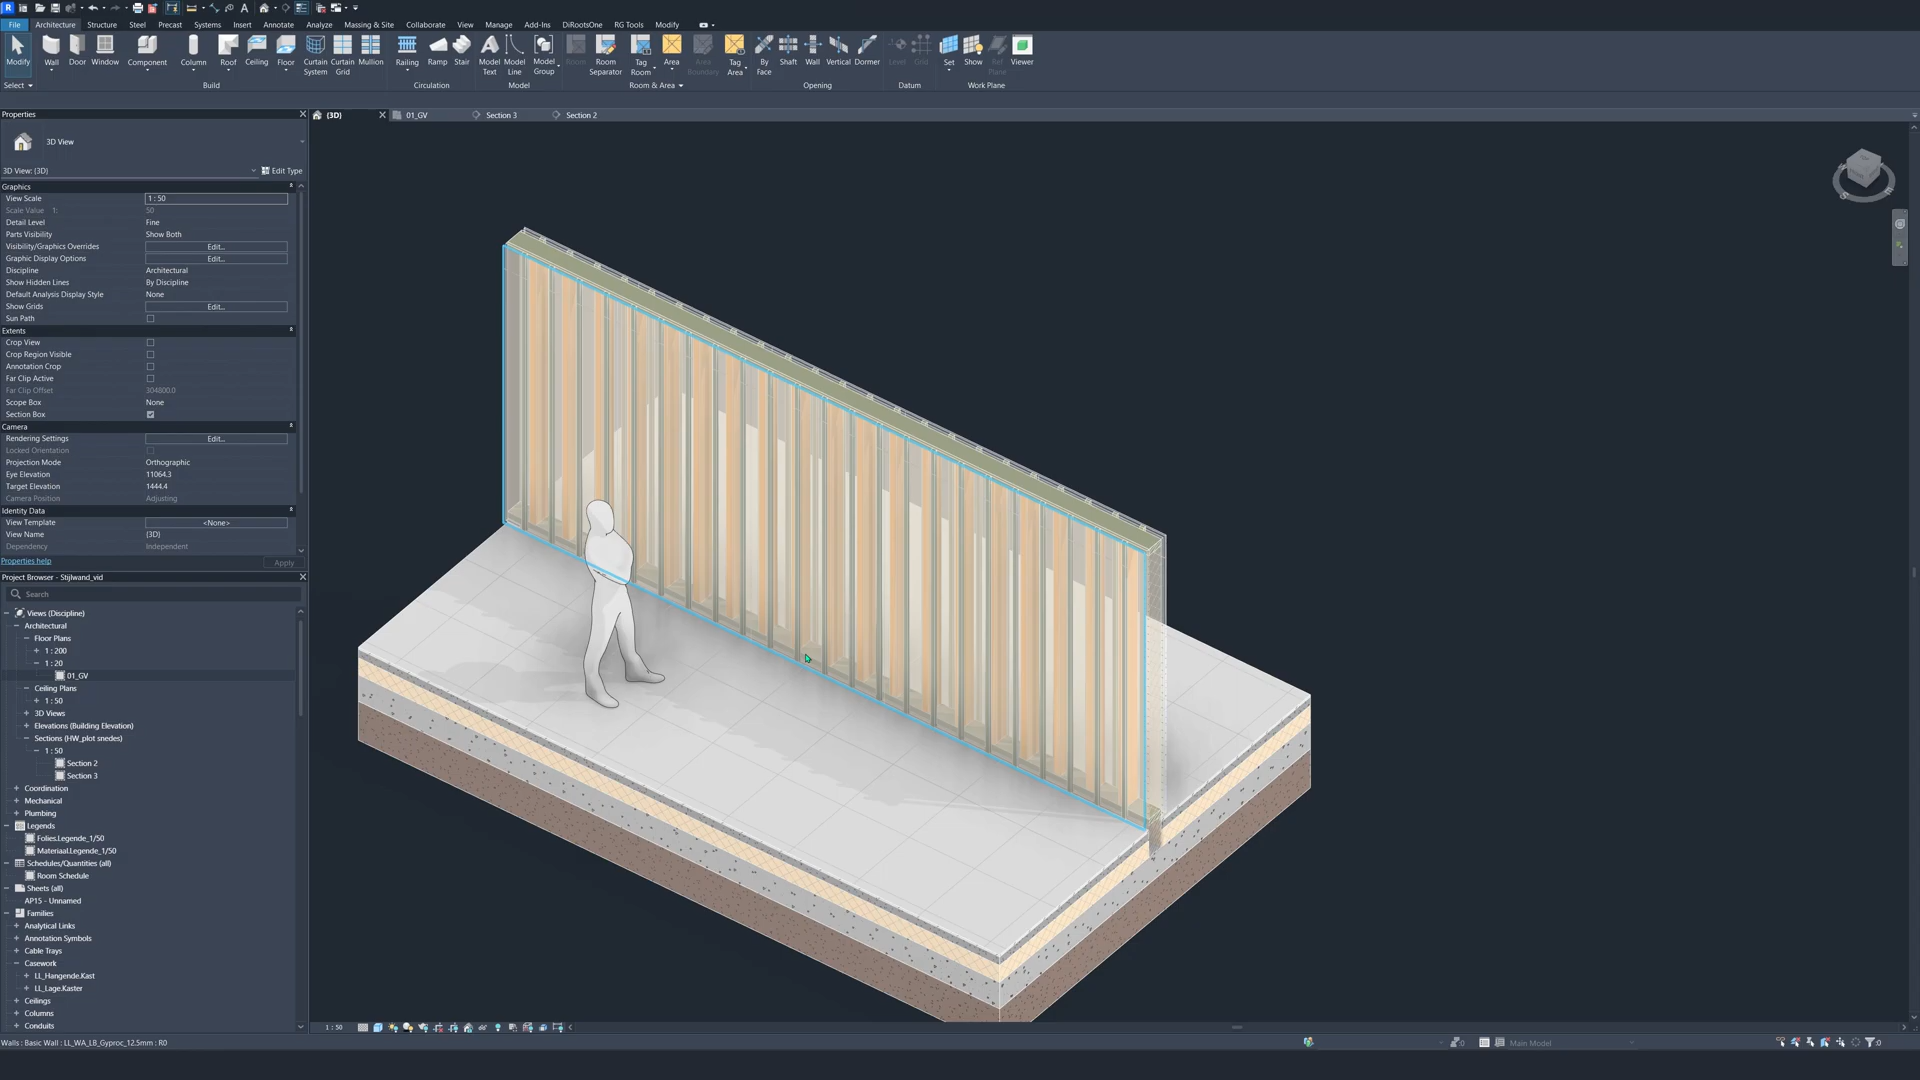 File Architecture Structure Steel Precast Systems Insert Annotate Analyze Massing & Site Collaborate View Manage Add-Ins DiRootsOne RG Tools Modify
Modify Wall Door Window Component Column Roof Ceiling Floor Curtain System Curtain Grid Mullion Railing Ramp Stair Model Text Model Line Model Group Room Room Separator Tag Room Area Area Boundary Tag Area By Face Shaft Wall Vertical Dormer Level Grid Set Show Ref Plane Viewer
Select Build Circulation Model Room & Area Opening Datum Work Plane
Properties
(3D) 01_GV Section 3 Section 2
3D View
3D View: {3D} Edit Type
Graphics
View Scale 1 : 50
Scale Value 1: 50
Detail Level Fine
Parts Visibility Show Both
Visibility/Graphics Overrides Edit...
Graphic Display Options Edit...
Discipline Architectural
Show Hidden Lines By Discipline
Default Analysis Display Style None
Show Grids Edit...
Sun Path
Extents
Crop View
Crop Region Visible
Annotation Crop
Far Clip Active
Far Clip Offset 304800.0
Scope Box None
Section Box
Camera
Rendering Settings Edit...
Locked Orientation
Projection Mode Orthographic
Eye Elevation 11064.3
Target Elevation 1444.4
Camera Position Adjusting
Identity Data
View Template <None>
View Name {3D}
Dependency Independent
Properties help Apply
Project Browser - Stijlwand_vid
Search
Views (Discipline)
Architectural
Floor Plans
1 : 200
1 : 20
01_GV
Ceiling Plans
1 : 50
3D Views
Elevations (Building Elevation)
Sections (HW_plot snedes)
1 : 50
Section 2
Section 3
Coordination
Mechanical
Plumbing
Legends
Folies.Legende_1/50
Materiaal.Legende_1/50
Schedules/Quantities (all)
Room Schedule
Sheets (all)
AP15 - Unnamed
Families
Analytical Links
Annotation Symbols
Cable Trays
Casework
LL_Hangende.Kast
LL_Lage.Kaster
Ceilings
Columns
Conduits
1 : 50
Walls : Basic Wall : LL_WA_LB_Gyproc_12.5mm : R0 :0 Main Model :0